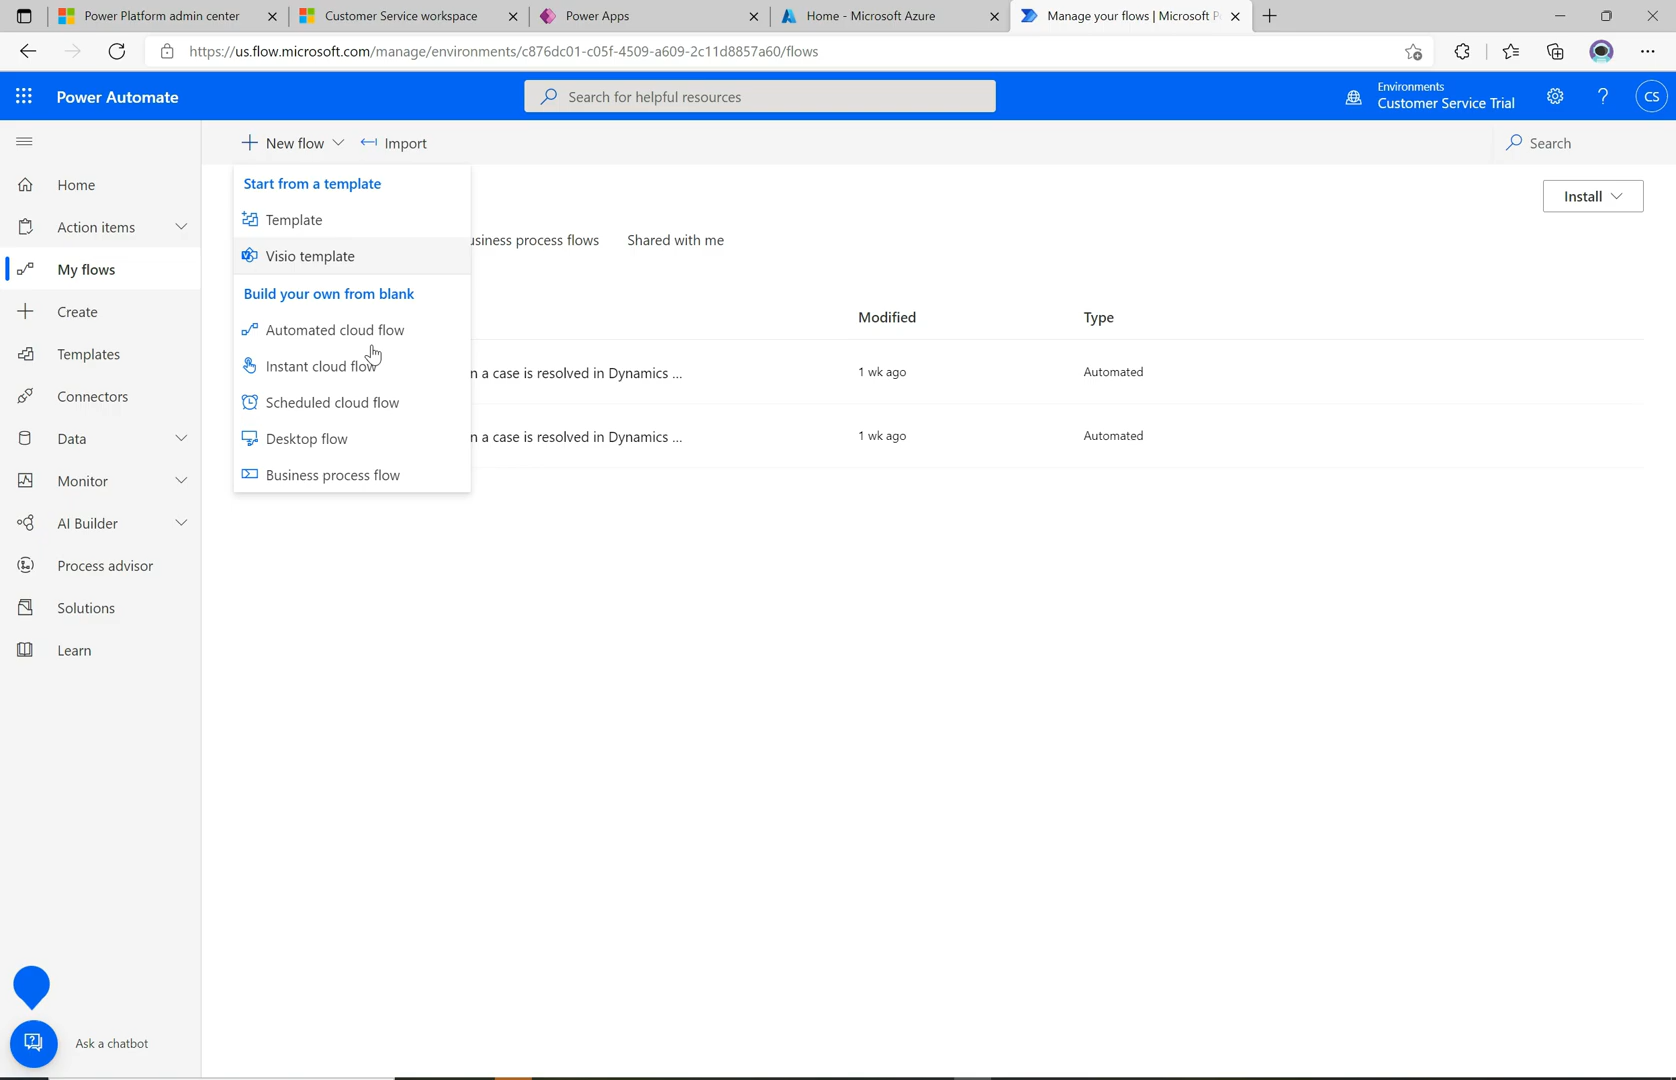 Power Platform admin center
Customer Service workspace
Power Apps
Home - Microsoft Azure
Manage your flows | Microsoft P
https://us.flow.microsoft.com/manage/environments/c876dc01-c05f-4509-a609-2c11d8857a60/flows
Power Automate
Search for helpful resources
Environments
Customer Service Trial
CS
New flow
Import
Search
Home
Action items
My flows
Create
Templates
Connectors
Data
Monitor
AI Builder
Process advisor
Solutions
Learn
Ask a chatbot
Start from a template
Template
Visio template
Build your own from blank
Automated cloud flow
Instant cloud flow
Scheduled cloud flow
Desktop flow
Business process flow
Install
usiness process flows
Shared with me
Modified
Type
n a case is resolved in Dynamics ...
1 wk ago
Automated
n a case is resolved in Dynamics ...
1 wk ago
Automated